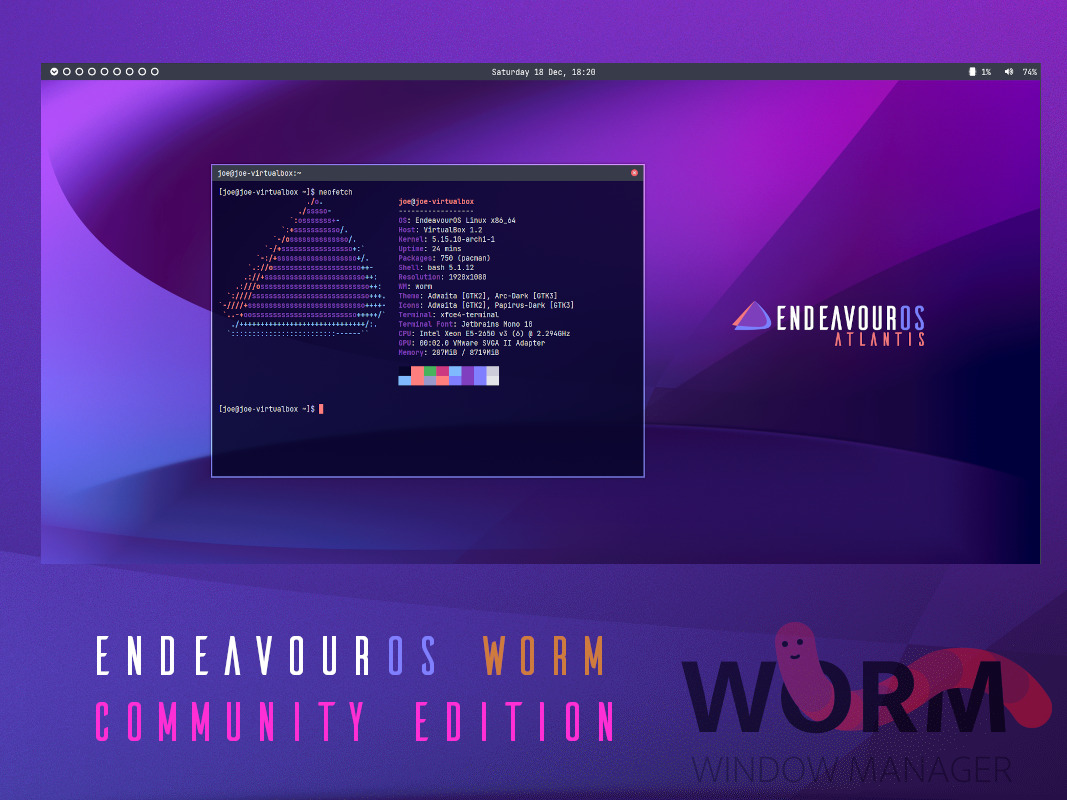 Saturday 18 Dec, 18:20
1%
74%
joe@joe-virtualbox:~
[joe@joe-virtualbox ~]$ neofetch
joe@joe-virtualbox
------------------
OS: EndeavourOS Linux x86_64
Host: VirtualBox 1.2
Kernel: 5.15.10-arch1-1
Uptime: 24 mins
Packages: 750 (pacman)
Shell: bash 5.1.12
Resolution: 1920x1080
WM: worm
Theme: Adwaita [GTK2], Arc-Dark [GTK3]
Icons: Adwaita [GTK2], Papirus-Dark [GTK3]
Terminal: xfce4-terminal
Terminal Font: Jetbrains Mono 10
CPU: Intel Xeon E5-2650 v3 (6) @ 2.294GHz
GPU: 00:02.0 VMware SVGA II Adapter
Memory: 287MiB / 8719MiB
[joe@joe-virtualbox ~]$
ENDEAVOUROS
ATLANTIS
ENDEAVOUROS WORM
COMMUNITY EDITION
WORM
WINDOW MANAGER